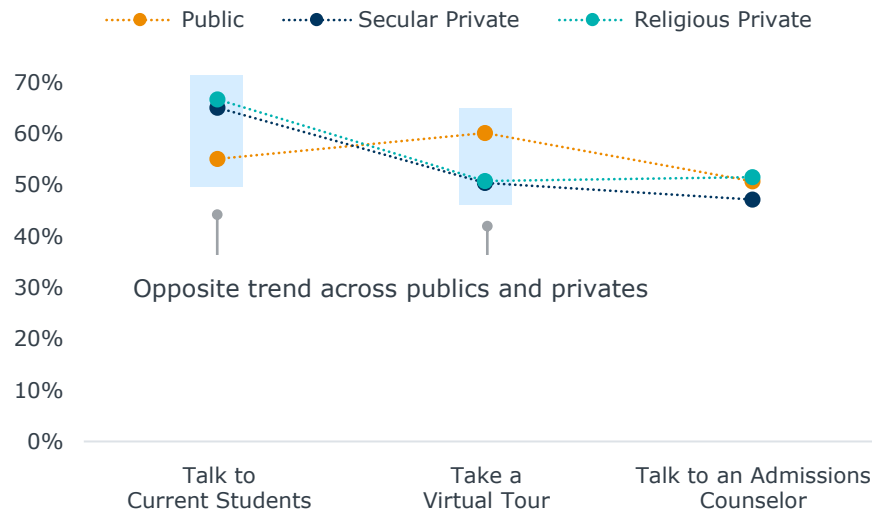 Public Secular Private Religious Private
70%
60%
50%
40%
30%
20%
10%
0%
Opposite trend across publics and privates
Talk to
Current Students
Take a
Virtual Tour
Talk to an Admissions
Counselor